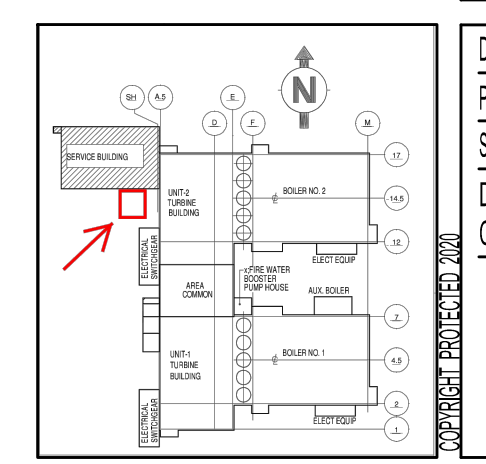 N
SH
A.5
E
D
F
M
SERVICE BUILDING
17
UNIT-2
TURBINE
BUILDING
BOILER NO. 2
14.5
12
ELECTRICAL
SWITCHGEAR
ELECT EQUIP
FIRE WATER
BOOSTER
PUMP HOUSE
AREA
COMMON
AUX. BOILER
7
UNIT-1
TURBINE
BUILDING
BOILER NO. 1
4.5
ELECTRICAL
SWITCHGEAR
2
ELECT EQUIP
1
COPYRIGHT PROTECTED 2020